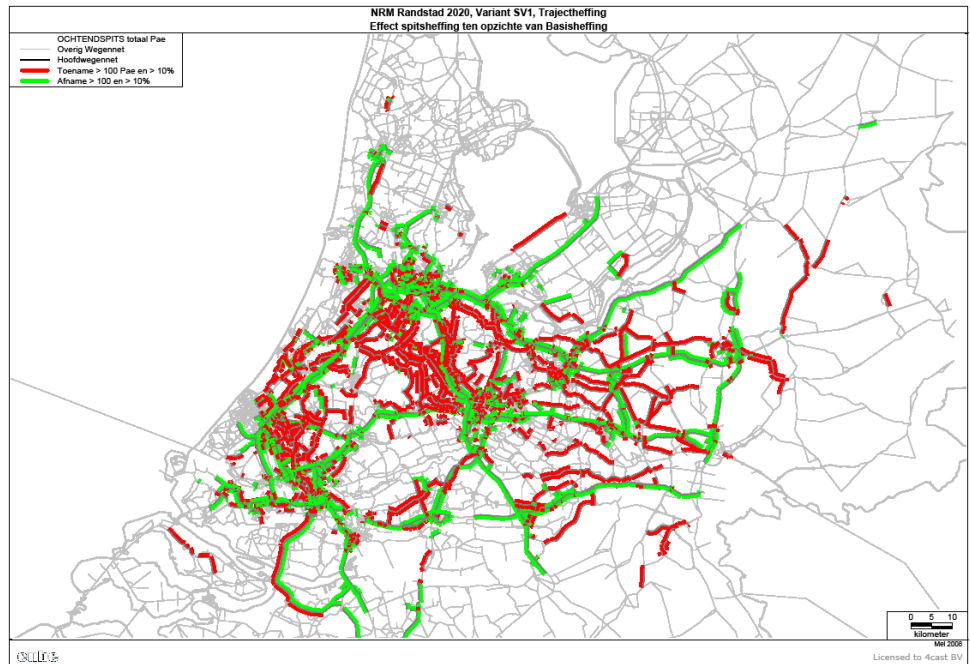 NRM Randstad 2020, Variant SV1, Trajectheffing
Effect spitsheffing ten opzichte van Basisheffing
OCHTENDSPITS totaal Pae
Overig Wegennet
Hoofdwegennet
Toename > 100 Pae en > 10%
Afname > 100 en > 10%
0 5 10
kilometer
Mei 2008
cube
Licensed to 4cast BV